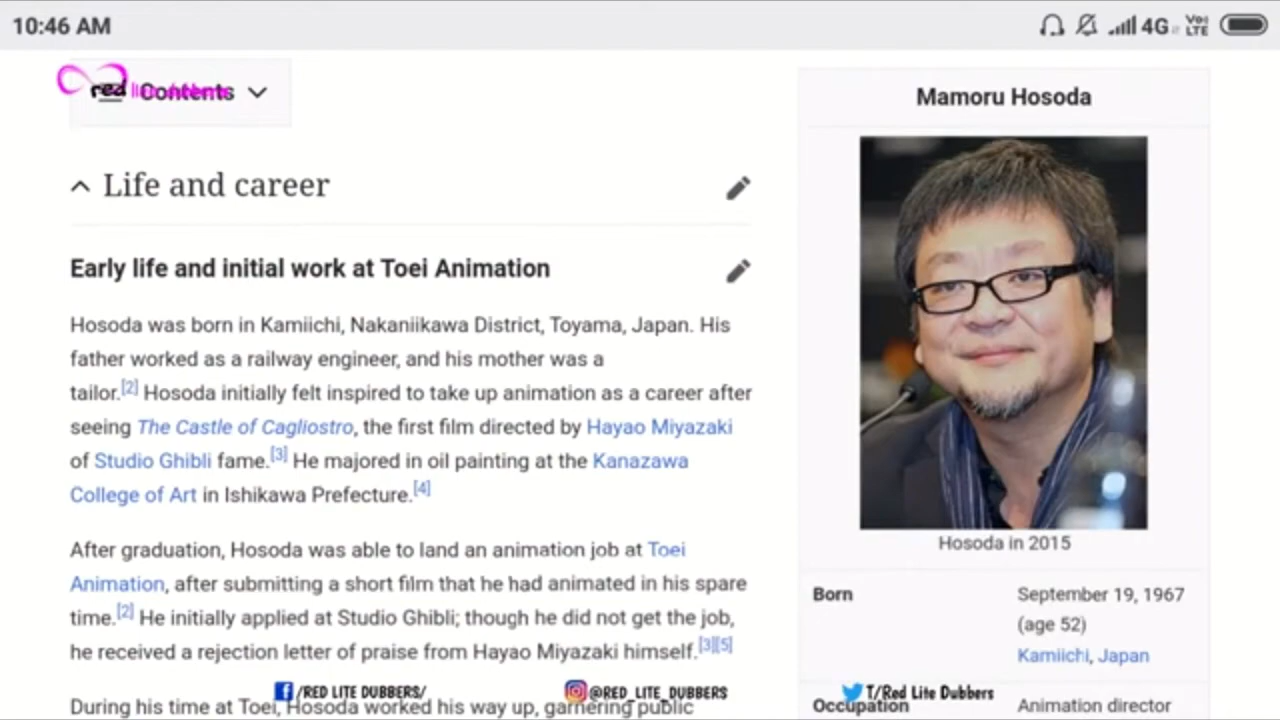 10:46 AM
4G
Vo)
LTE
red lite dubbers
Contents
Mamoru Hosoda
Life and career
Early life and initial work at Toei Animation
Hosoda was born in Kamiichi, Nakaniikawa District, Toyama, Japan. His
father worked as a railway engineer, and his mother was a
tailor.[2] Hosoda initially felt inspired to take up animation as a career after
seeing The Castle of Cagliostro, the first film directed by Hayao Miyazaki
of Studio Ghibli fame.[3] He majored in oil painting at the Kanazawa
College of Art in Ishikawa Prefecture.[4]
After graduation, Hosoda was able to land an animation job at Toei
Animation, after submitting a short film that he had animated in his spare
time.[2] He initially applied at Studio Ghibli; though he did not get the job,
he received a rejection letter of praise from Hayao Miyazaki himself.[3][5]
During his time at Toei, Hosoda worked his way up, garnering public
Hosoda in 2015
Born
September 19, 1967
(age 52)
Kamiichi, Japan
Occupation
Animation director
/RED LITE DUBBERS/
@RED_LITE_DUBBERS
T/Red Lite Dubbers